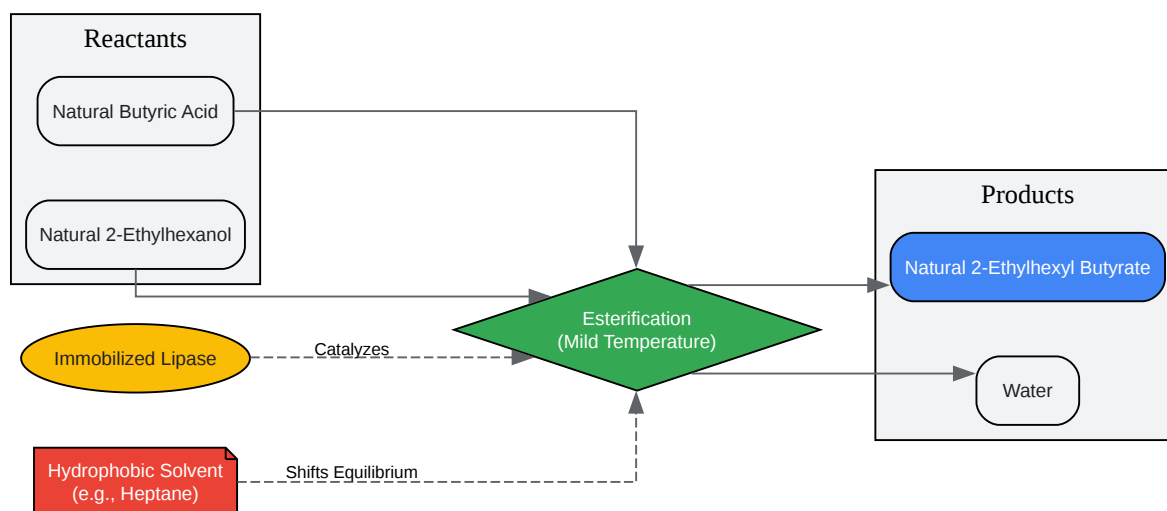 Reactants
Natural Butyric Acid
Natural 2-Ethylhexanol
Immobilized Lipase
Catalyzes
Hydrophobic Solvent
(e.g., Heptane)
Shifts Equilibrium
Esterification
(Mild Temperature)
Products
Natural 2-Ethylhexyl Butyrate
Water